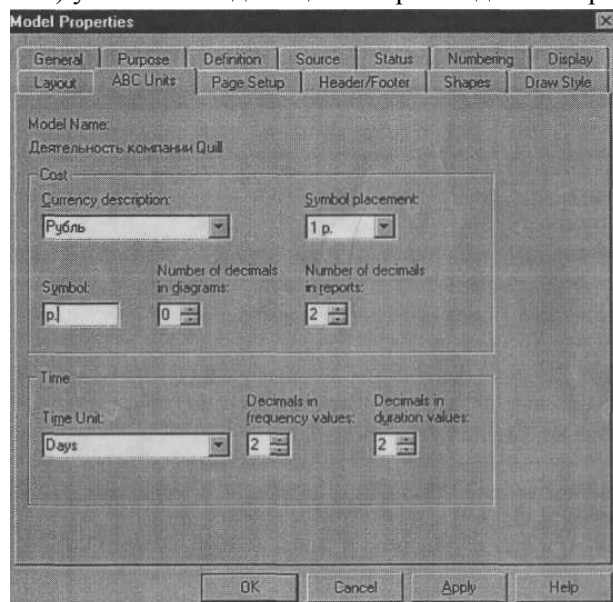 Model Properties
General Purpose Definition Source Status Numbering Display
Layout ABC Units Page Setup Header/Footer Shapes Draw Style
Model Name:
Деятельность компании Quill
Cost
Currency description: Symbol placement:
Рубль 1 р.
Number of decimals Number of decimals
Symbol: in diagrams: in reports:
р. 0 2
Time
Decimals in Decimals in
Time Unit: frequency values: duration values:
Days 2 2
OK Cancel Apply Help